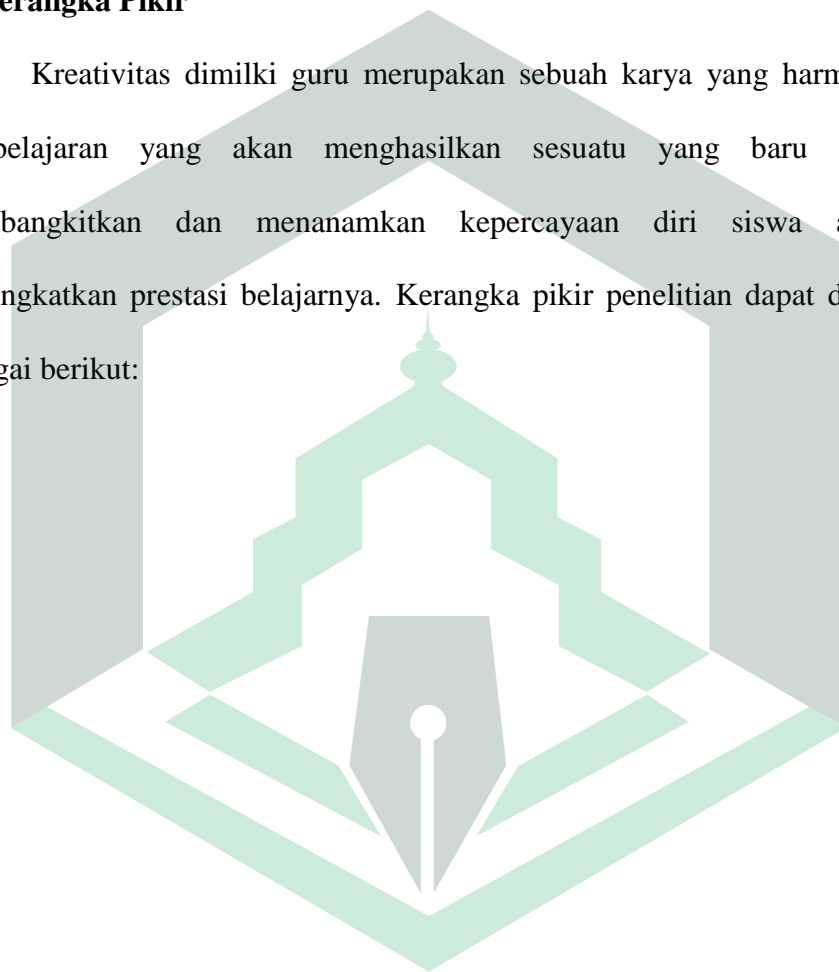 erangka Pikir
Kreativitas dimilki guru merupakan sebuah karya yang harm
belajaran yang akan menghasilkan sesuatu yang baru
bangkitkan dan menanamkan kepercayaan diri siswa a
ngkatkan prestasi belajarnya. Kerangka pikir penelitian dapat d
gai berikut: